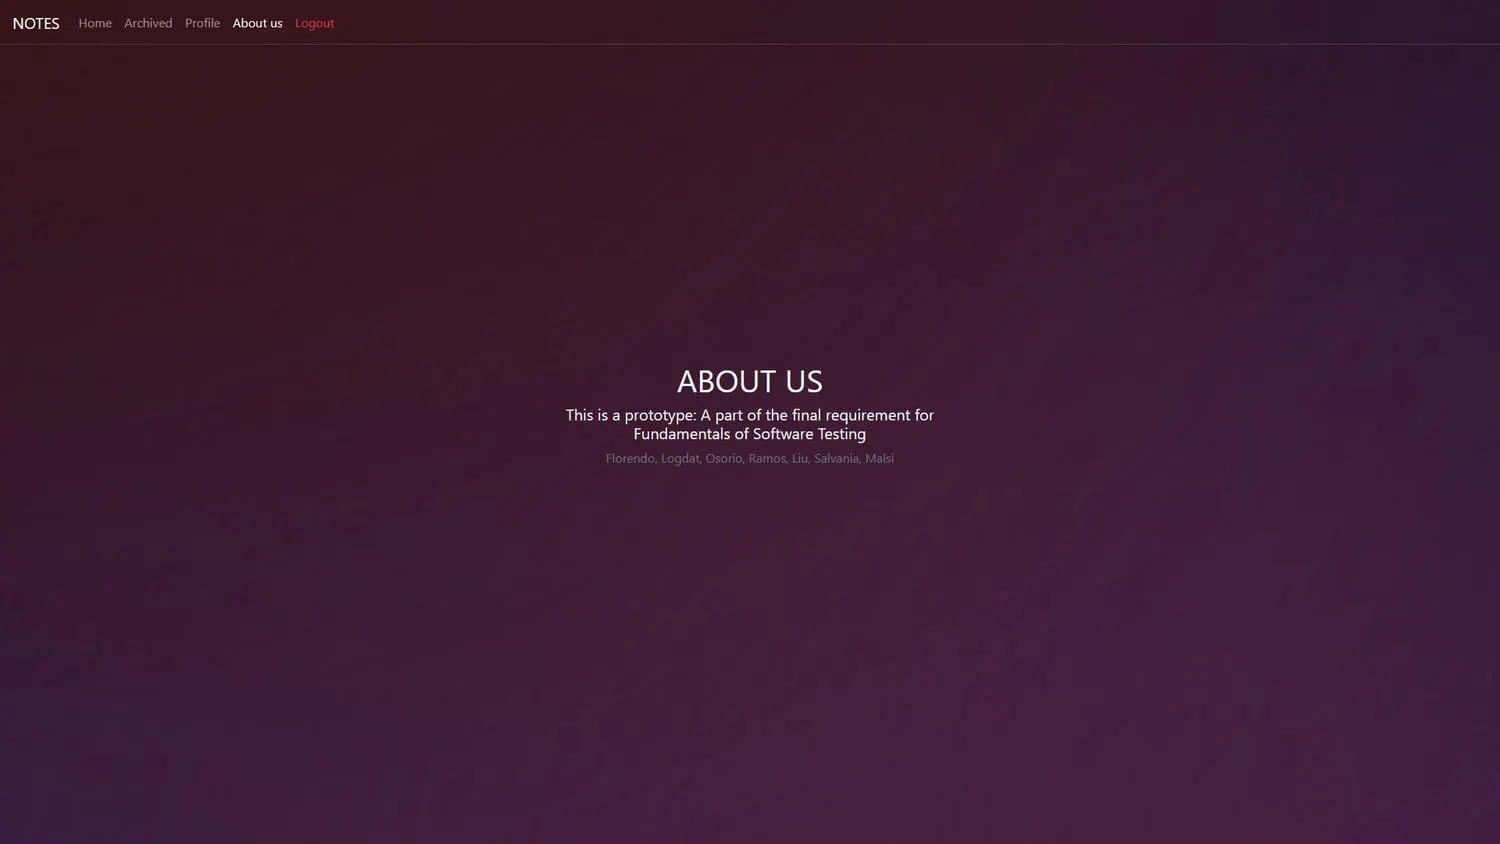 NOTES Home Archived Profile About us Logout
ABOUT US
This is a prototype: A part of the final requirement for
Fundamentals of Software Testing
Florendo, Logdat, Osorio, Ramos, Liu, Salvania, Malsi